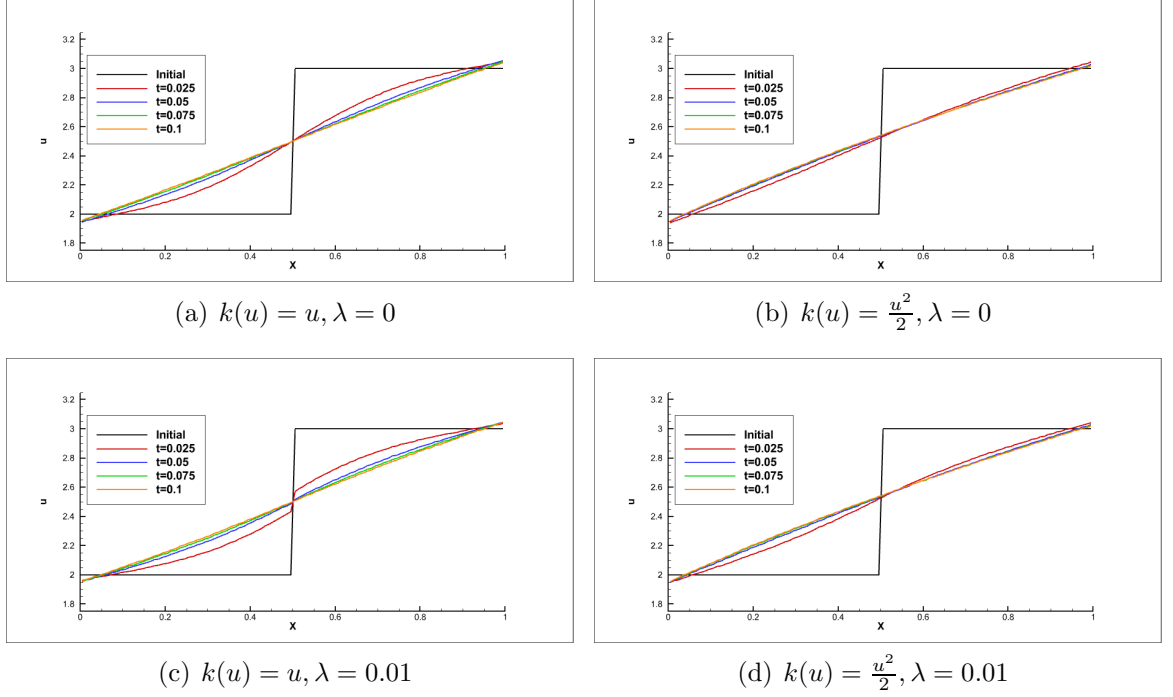 3.2
3
2.8
2.6
2.4
2.2
2
1.8
u
Initial
t=0.025
t=0.05
t=0.075
t=0.1
0
0.2
0.4
0.6
0.8
1
X
(a) k(u) = u, λ = 0
3.2
3
2.8
2.6
2.4
2.2
2
1.8
u
Initial
t=0.025
t=0.05
t=0.075
t=0.1
0
0.2
0.4
0.6
0.8
1
X
(b) k(u) = u²/2, λ = 0
3.2
3
2.8
2.6
2.4
2.2
2
1.8
u
Initial
t=0.025
t=0.05
t=0.075
t=0.1
0
0.2
0.4
0.6
0.8
1
X
(c) k(u) = u, λ = 0.01
3.2
3
2.8
2.6
2.4
2.2
2
1.8
u
Initial
t=0.025
t=0.05
t=0.075
t=0.1
0
0.2
0.4
0.6
0.8
1
X
(d) k(u) = u²/2, λ = 0.01